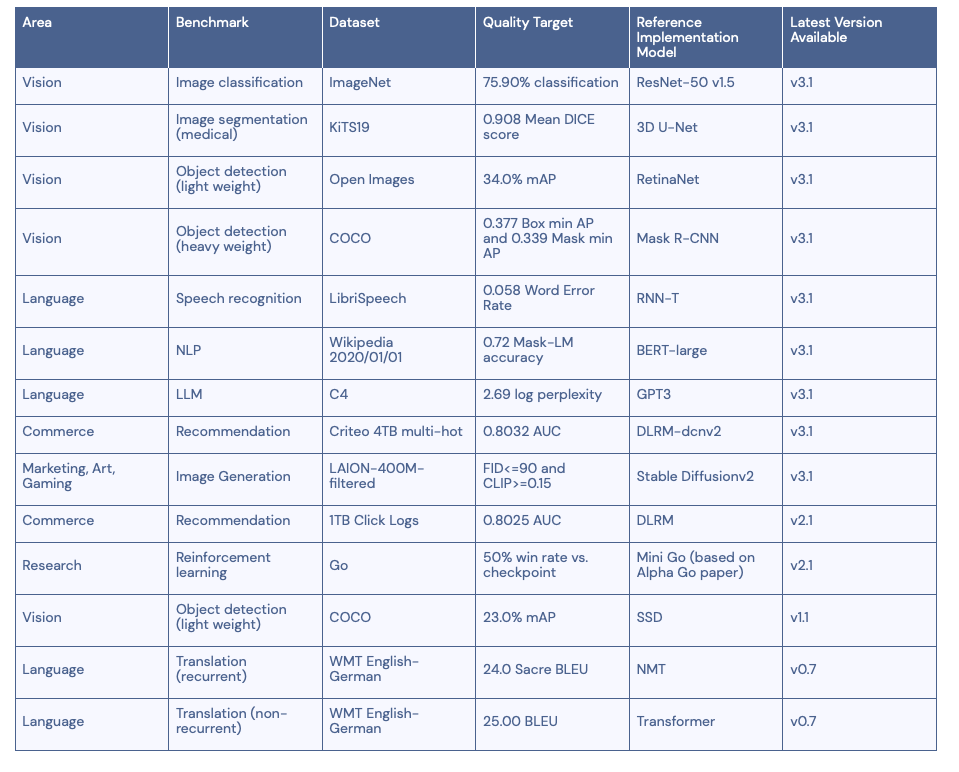 Area Benchmark Dataset Quality Target Reference Implementation Model Latest Version Available
Vision Image classification ImageNet 75.90% classification ResNet-50 v1.5 v3.1
Vision Image segmentation (medical) KiTS19 0.908 Mean DICE score 3D U-Net v3.1
Vision Object detection (light weight) Open Images 34.0% mAP RetinaNet v3.1
Vision Object detection (heavy weight) COCO 0.377 Box min AP and 0.339 Mask min AP Mask R-CNN v3.1
Language Speech recognition LibriSpeech 0.058 Word Error Rate RNN-T v3.1
Language NLP Wikipedia 2020/01/01 0.72 Mask-LM accuracy BERT-large v3.1
Language LLM C4 2.69 log perplexity GPT3 v3.1
Commerce Recommendation Criteo 4TB multi-hot 0.8032 AUC DLRM-dcnv2 v3.1
Marketing, Art, Gaming Image Generation LAION-400M-filtered FID<=90 and CLIP>=0.15 Stable Diffusionv2 v3.1
Commerce Recommendation 1TB Click Logs 0.8025 AUC DLRM v2.1
Research Reinforcement learning Go 50% win rate vs. checkpoint Mini Go (based on Alpha Go paper) v2.1
Vision Object detection (light weight) COCO 23.0% mAP SSD v1.1
Language Translation (recurrent) WMT English-German 24.0 Sacre BLEU NMT v0.7
Language Translation (non-recurrent) WMT English-German 25.00 BLEU Transformer v0.7